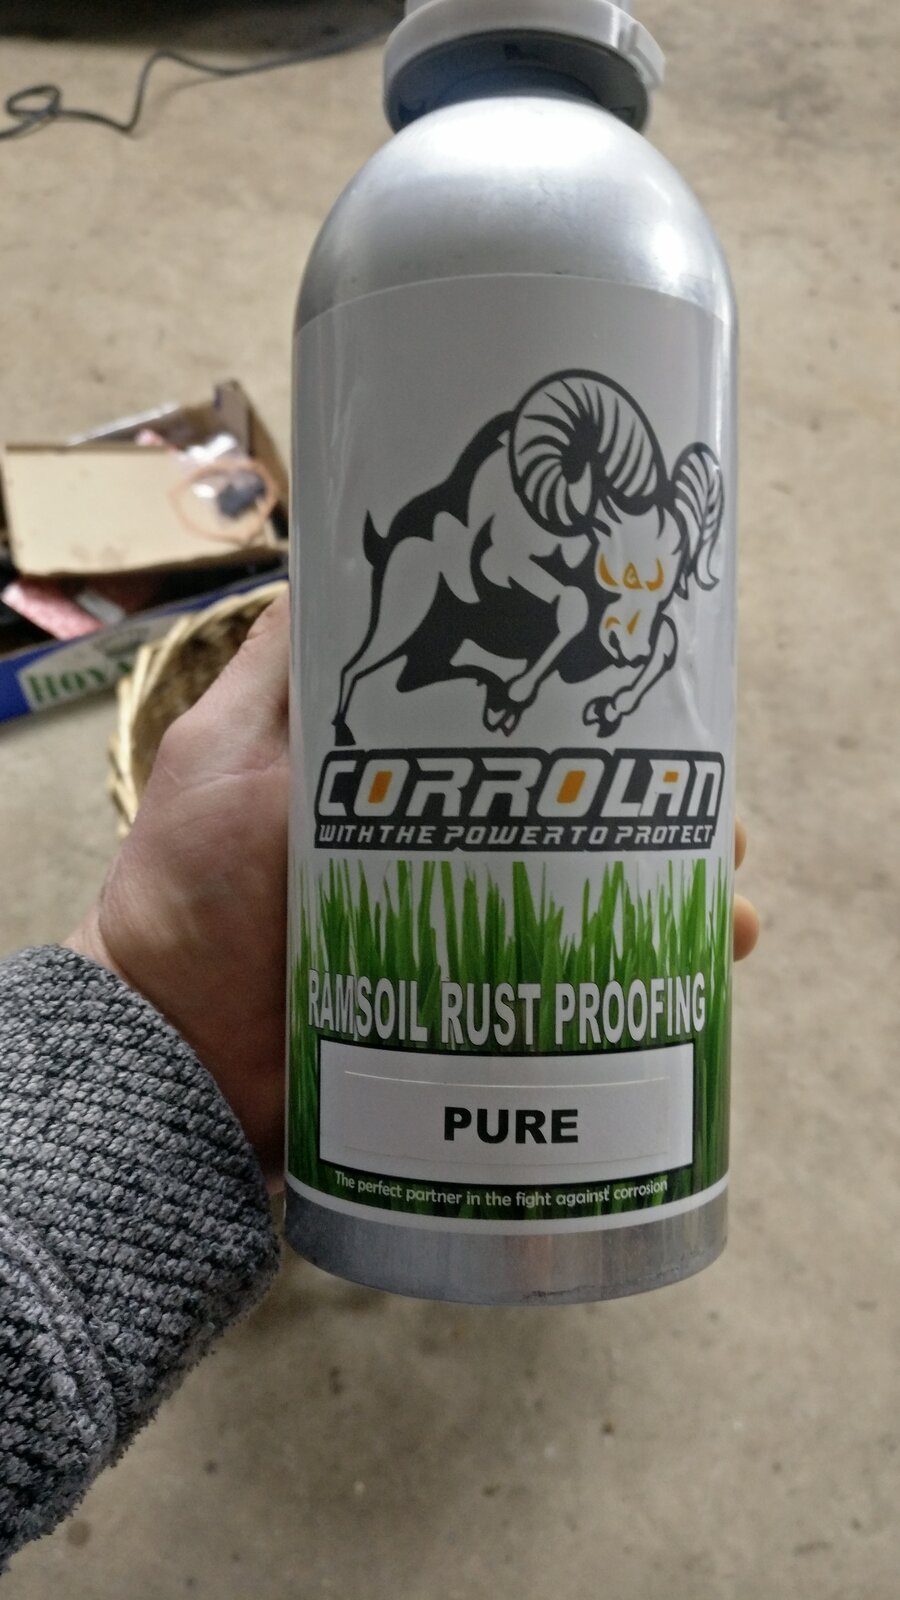 CORROLAN
WITH THE POWER TO PROTECT
RAMSOIL RUST PROOFING
PURE
The perfect partner in the fight against corrosion